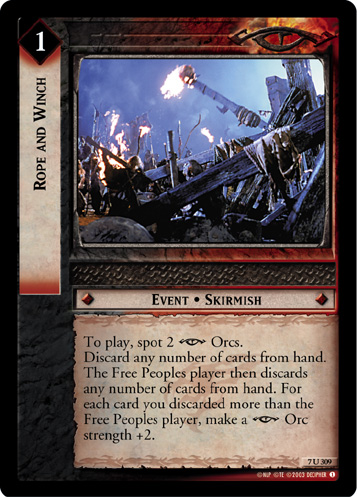 1
ROPE AND WINCH
EVENT • SKIRMISH
To play, spot 2 Orcs.
Discard any number of cards from hand.
The Free Peoples player then discards
any number of cards from hand. For
each card you discarded more than the
Free Peoples player, make a Orc
strength +2.
7 U 309
©NLP ™TE ©2003 DECIPHER